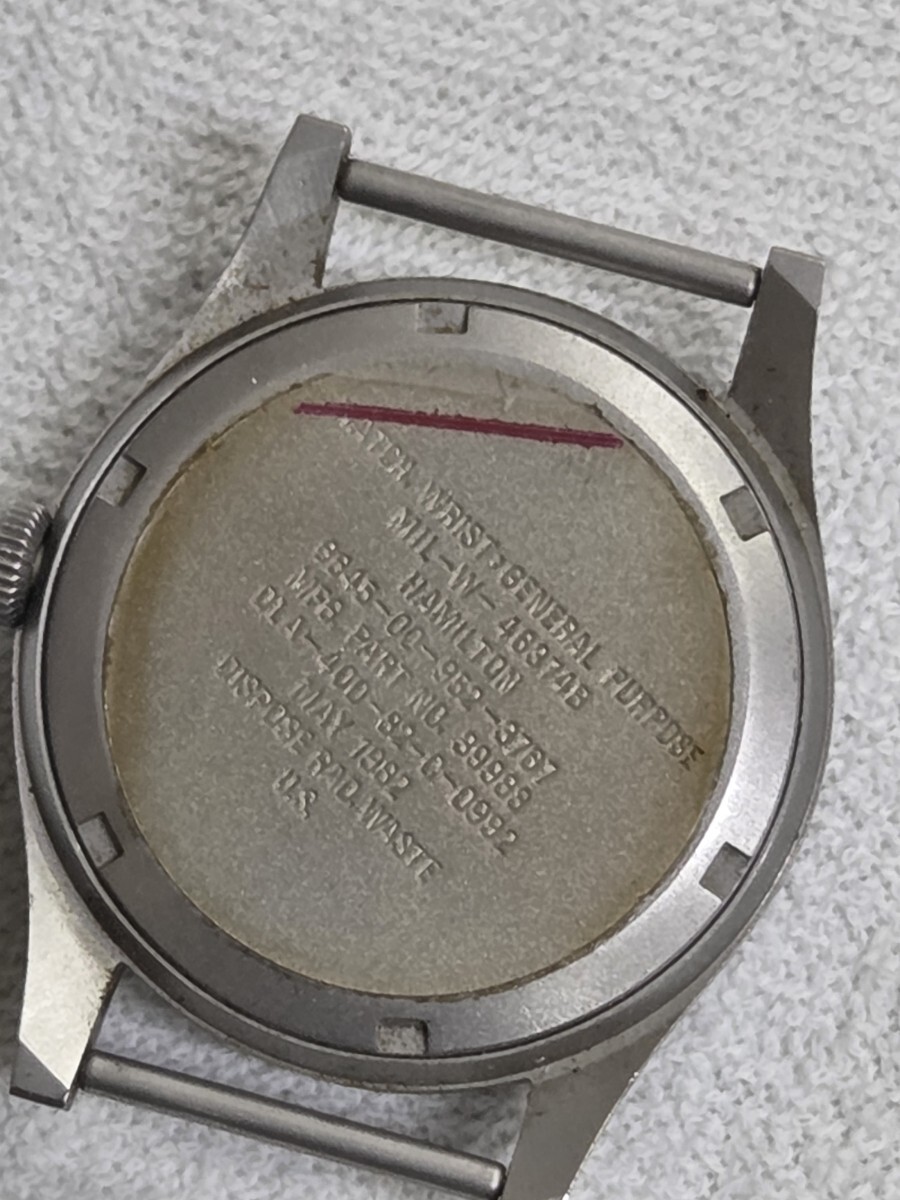 WATCH, WRIST: GENERAL PURPOSE
MIL-W-46374B
HAMILTON
6645-00-952-3767
MFG. PART NO. 39989
DLA-400-82-C-0992
MAY 1982
DISPOSE RAD.WASTE
U.S.